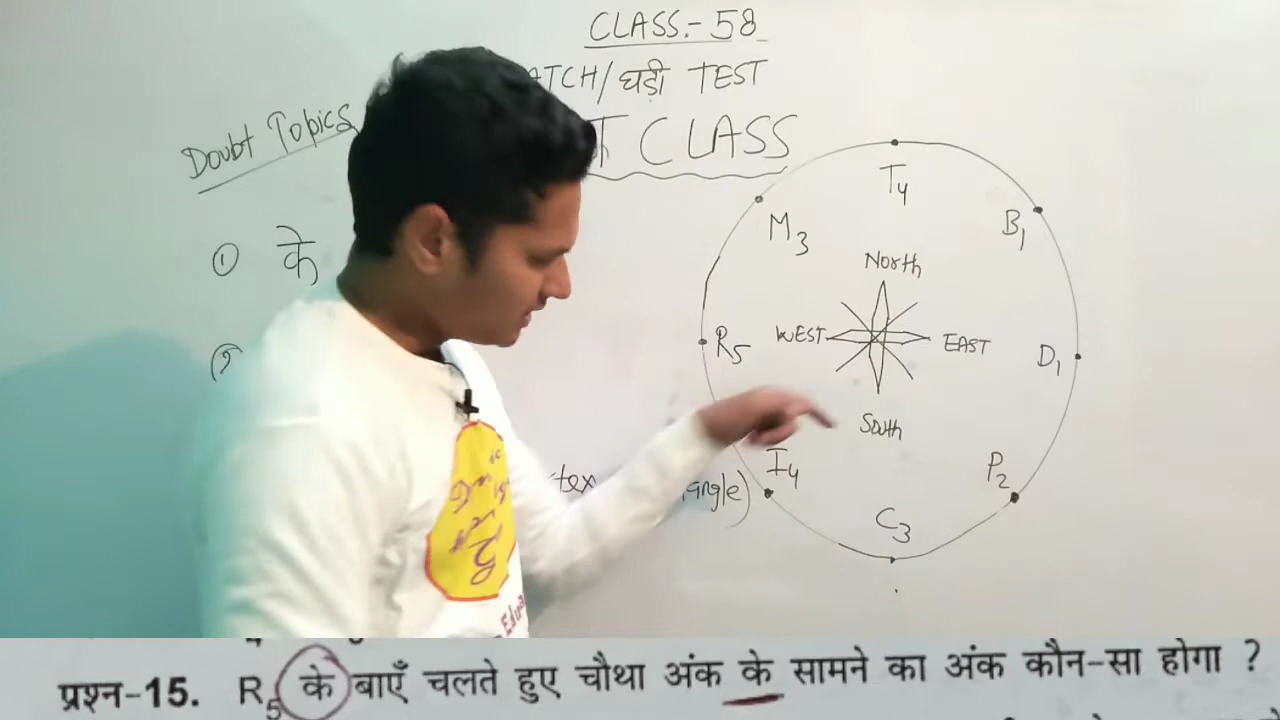 CLASS:- 58
ATCH/घड़ी TEST
T CLASS
Doubt Topics
① के
②
T4
B1
M3
North
R5
WEST
EAST
D1
South
I4
P2
C3
tex
angle)
प्रश्न-15. R5 के बाएँ चलते हुए चौथा अंक के सामने का अंक कौन-सा होगा ?